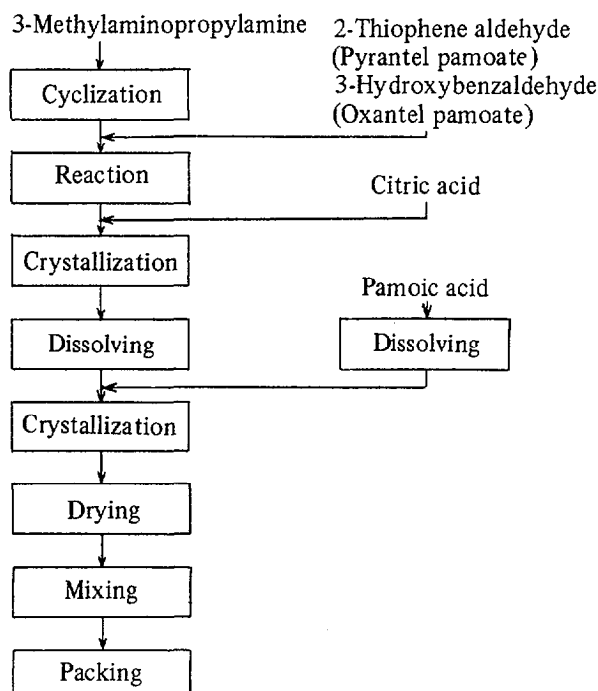 3-Methylaminopropylamine
2-Thiophene aldehyde
(Pyrantel pamoate)
3-Hydroxybenzaldehyde
(Oxantel pamoate)
Cyclization
Reaction
Citric acid
Crystallization
Pamoic acid
Dissolving
Dissolving
Crystallization
Drying
Mixing
Packing